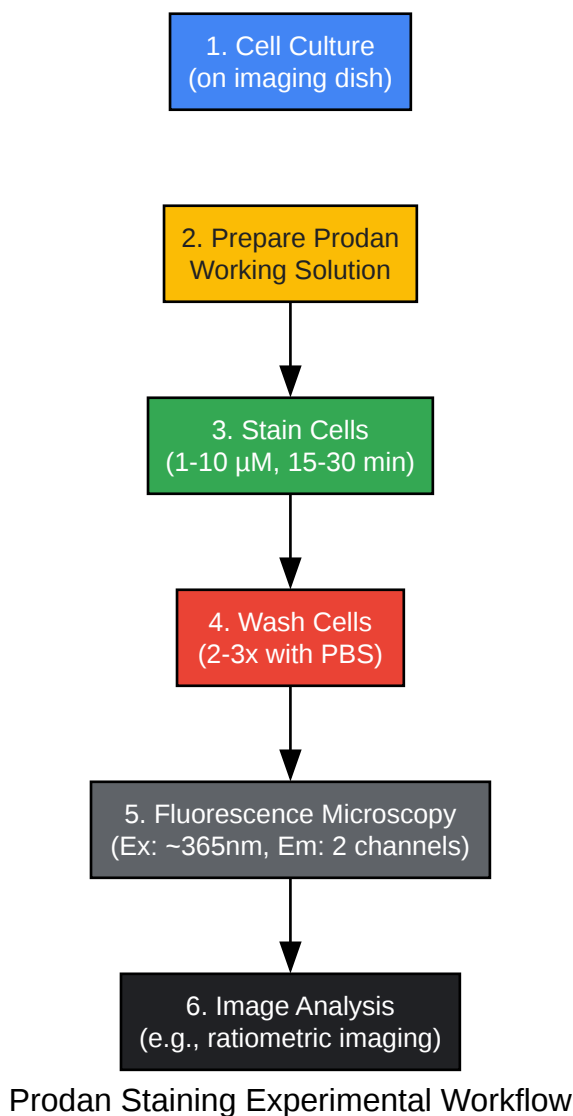 1. Cell Culture
(on imaging dish)
2. Prepare Prodan
Working Solution
3. Stain Cells
(1-10 µM, 15-30 min)
4. Wash Cells
(2-3x with PBS)
5. Fluorescence Microscopy
(Ex: ~365nm, Em: 2 channels)
6. Image Analysis
(e.g., ratiometric imaging)
Prodan Staining Experimental Workflow